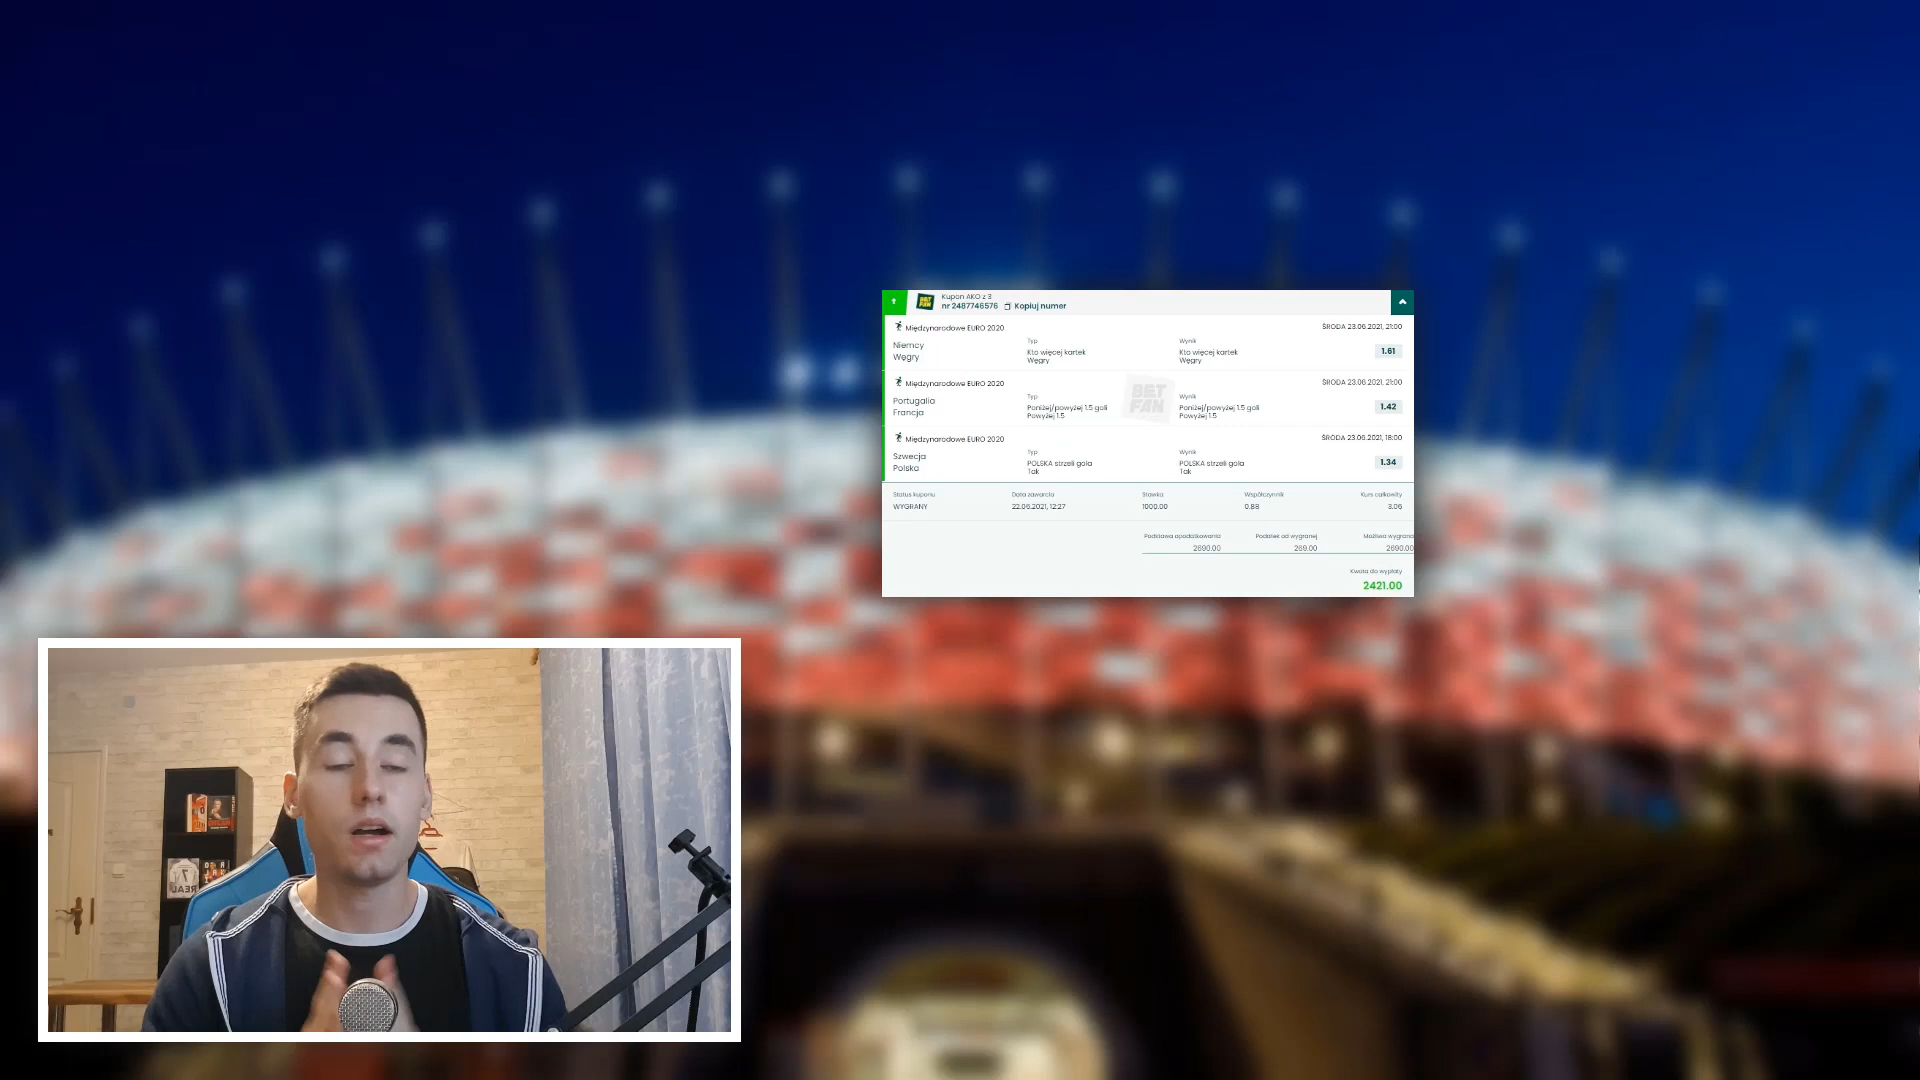 BET FAN
Kupon AKO z 3
nr 2487746576 Kopiuj numer
Międzynarodowe EURO 2020 ŚRODA 23.06.2021, 21:00
Niemcy
Węgry
Typ
Kto więcej kartek
Węgry
Wynik
Kto więcej kartek
Węgry
1.61
Międzynarodowe EURO 2020 ŚRODA 23.06.2021, 21:00
Portugalia
Francja
Typ
Poniżej/powyżej 1.5 goli
Powyżej 1.5
BET FAN
Wynik
Poniżej/powyżej 1.5 goli
Powyżej 1.5
1.42
Międzynarodowe EURO 2020 ŚRODA 23.06.2021, 18:00
Szwecja
Polska
Typ
POLSKA strzeli gola
Tak
Wynik
POLSKA strzeli gola
Tak
1.34
Status kuponu Data zawarcia Stawka Współczynnik Kurs całkowity
WYGRANY 22.06.2021, 12:27 1000.00 0.88 3.06
Podstawa opodatkowania Podatek od wygranej Możliwa wygrana
2690.00 269.00 2690.00
Kwota do wypłaty
2421.00
7
REAL